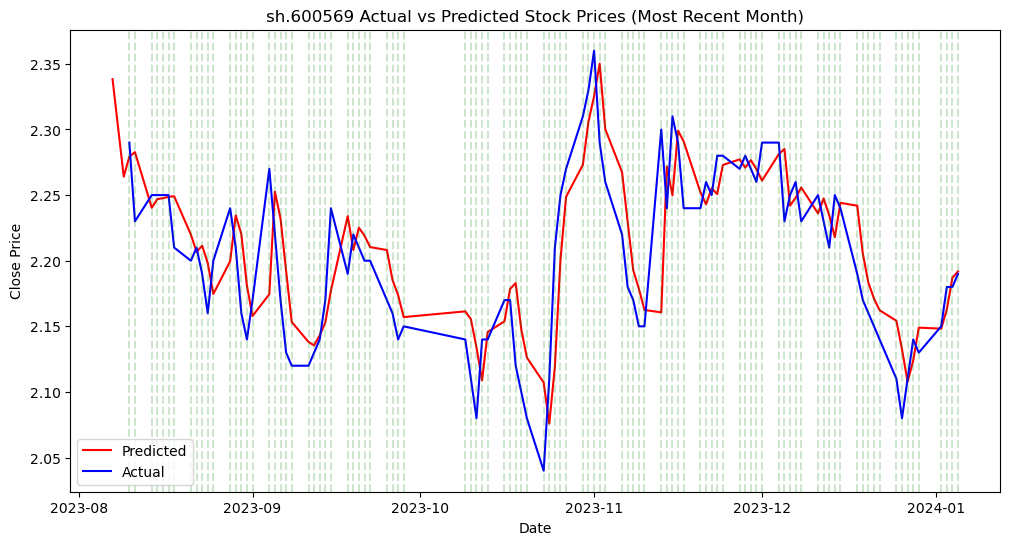 sh.600569 Actual vs Predicted Stock Prices (Most Recent Month)
Close Price
2.35
2.30
2.25
2.20
2.15
2.10
2.05
Predicted
Actual
2023-08
2023-09
2023-10
2023-11
2023-12
2024-01
Date